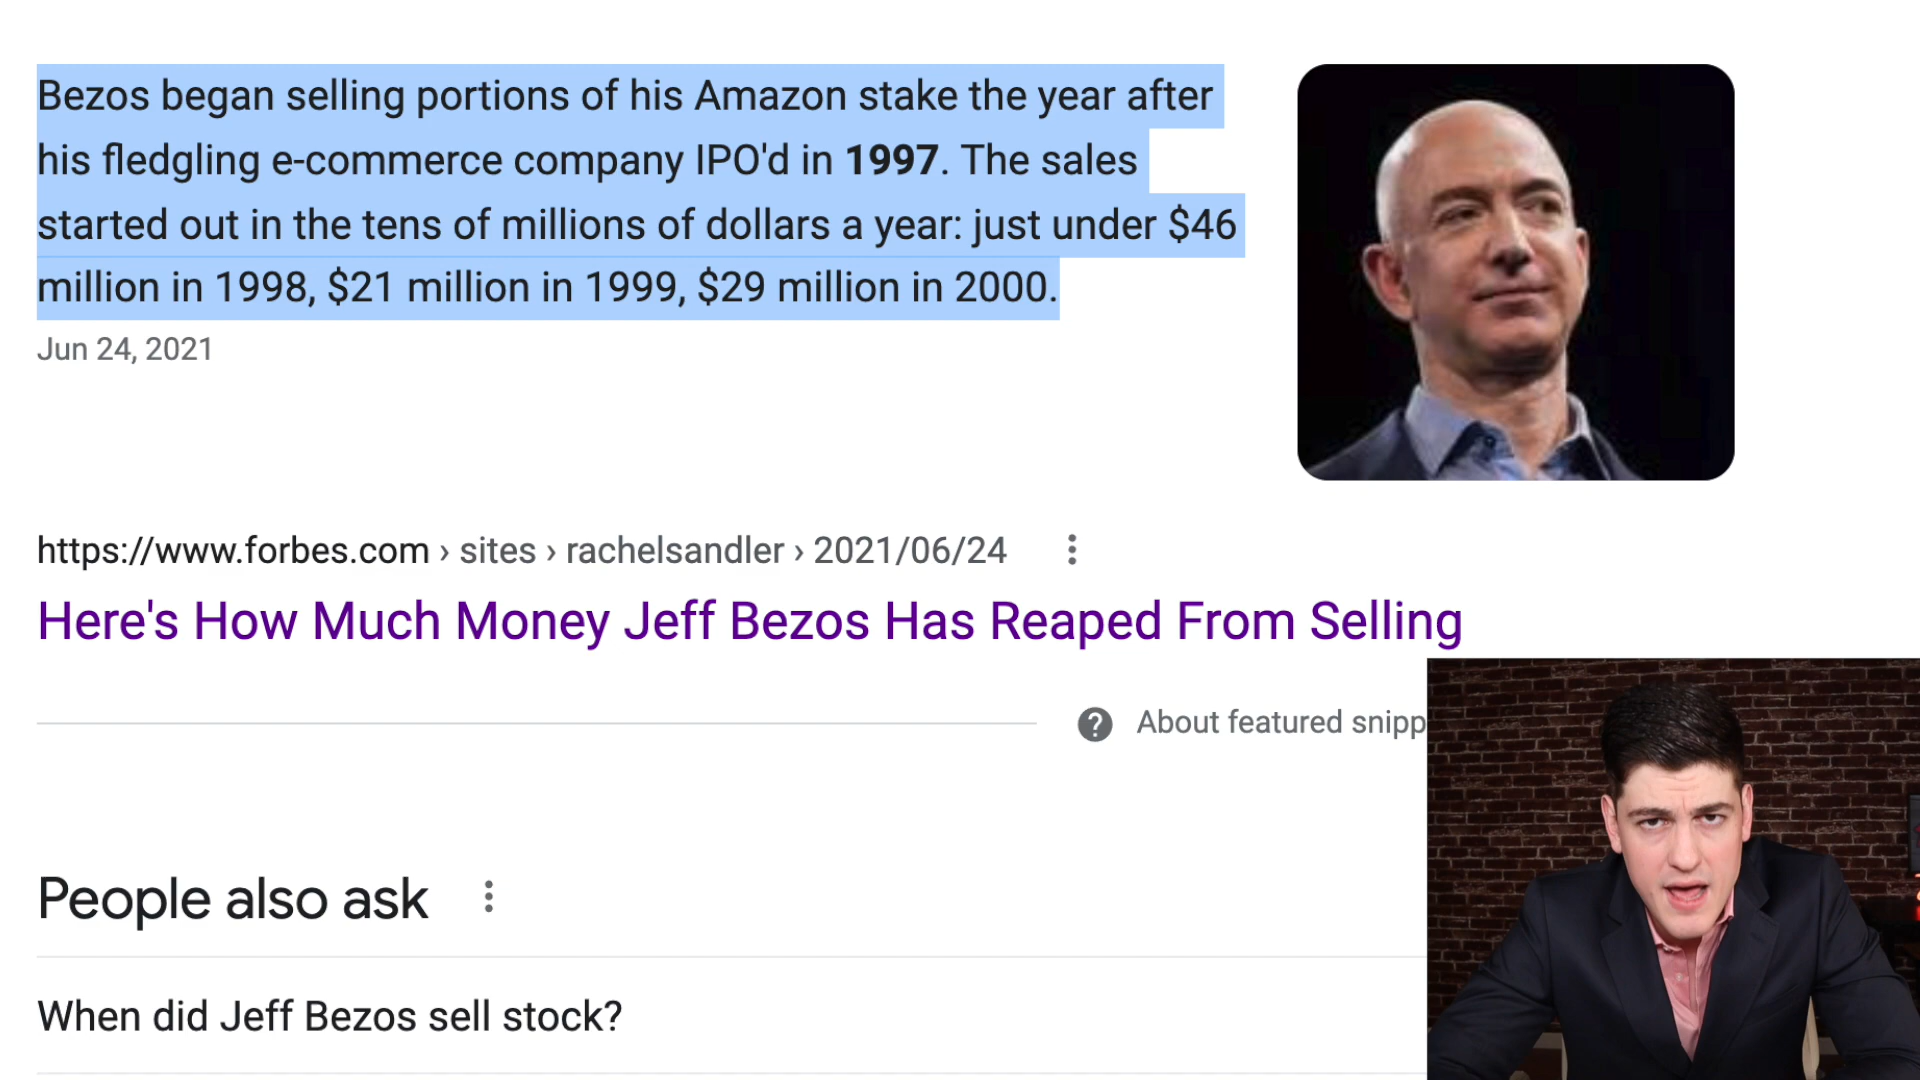 Bezos began selling portions of his Amazon stake the year after
his fledgling e-commerce company IPO'd in 1997. The sales
started out in the tens of millions of dollars a year: just under $46
million in 1998, $21 million in 1999, $29 million in 2000.
Jun 24, 2021
https://www.forbes.com › sites › rachelsandler › 2021/06/24
Here's How Much Money Jeff Bezos Has Reaped From Selling
About featured snipp
People also ask
When did Jeff Bezos sell stock?